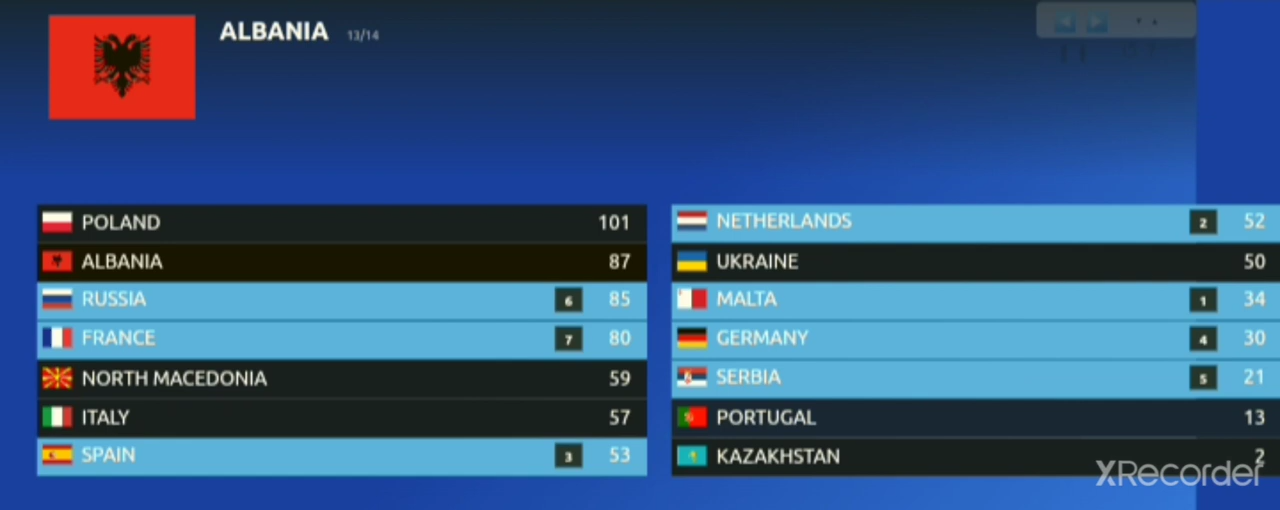 ALBANIA 13/14
POLAND 101
ALBANIA 87
RUSSIA 6 85
FRANCE 7 80
NORTH MACEDONIA 59
ITALY 57
SPAIN 3 53
NETHERLANDS 2 52
UKRAINE 50
MALTA 1 34
GERMANY 4 30
SERBIA 5 21
PORTUGAL 13
KAZAKHSTAN 2
XRecorder